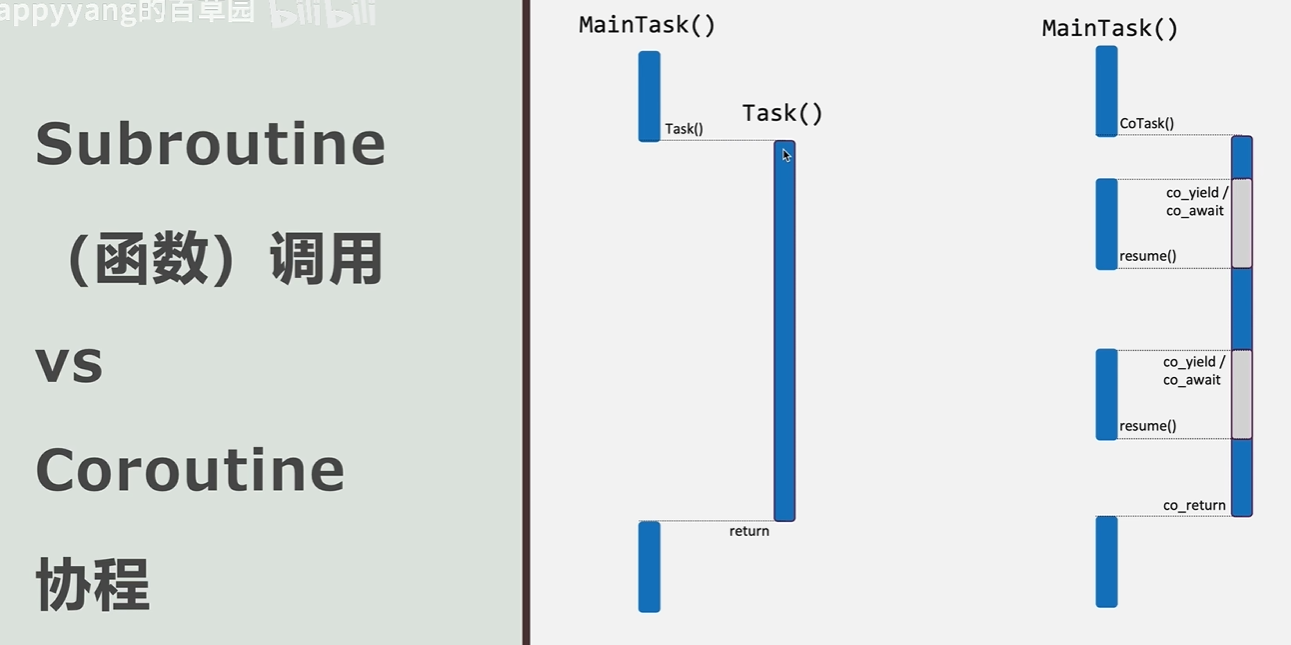 appyyang的百草园 bilibili
Subroutine
（函数）调用
vs
Coroutine
协程
MainTask()
Task()
Task()
return
MainTask()
CoTask()
co_yield /
co_await
resume()
co_yield /
co_await
resume()
co_return